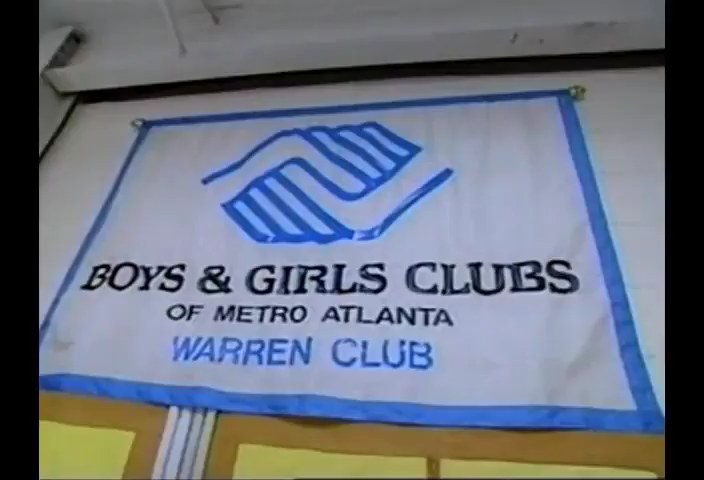 BOYS & GIRLS CLUBS
OF METRO ATLANTA
WARREN CLUB